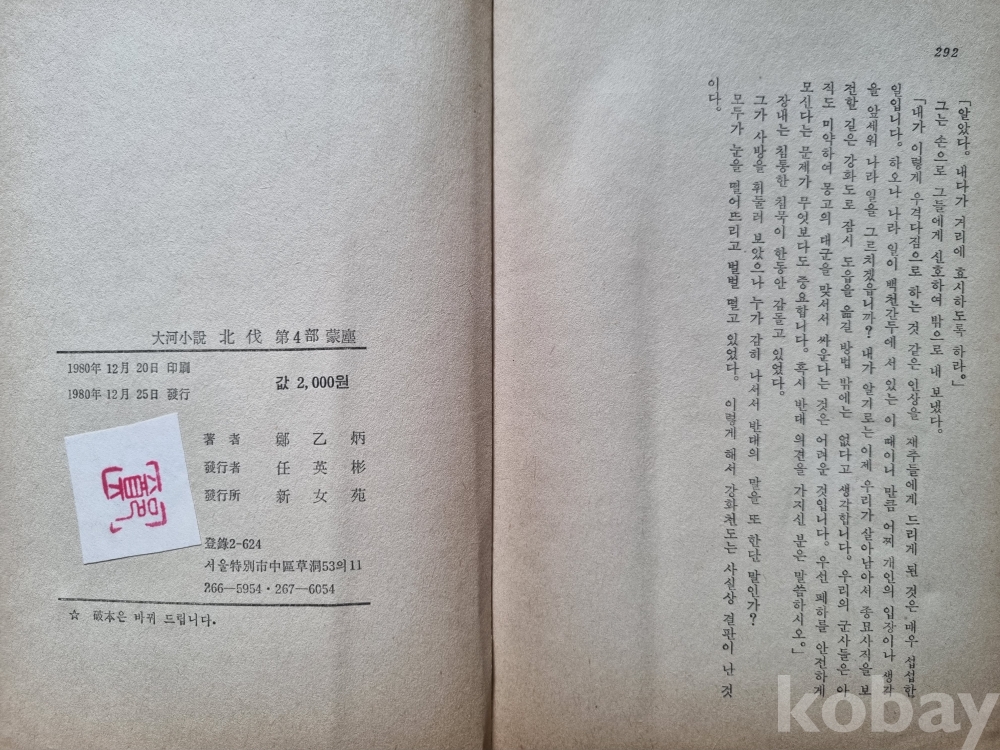 292
「알았다。 내다가 거리에 효시하도록 하라。」
그는 손으로 그들에게 신호하여 밖으로 내 보냈다。
「내가 이렇게 우격다짐으로 하는 것 같은 인상을 재추들에게 드리게 된 것은 매우 섭섭한
일입니다。 하오나 나라 일이 백천간두에 서 있는 이 때이니 만큼 어찌 개인의 입장이나 생각
을 앞세워 나라 일을 그르치겠읍니까? 내가 알기로는 이제 우리가 살아남아서 종묘사직을 보
전할 길은 강화도로 잠시 도읍을 옮길 방법 밖에는 없다고 생각합니다。 우리의 군사들은 아
직도 미약하여 몽고의 대군을 맞서서 싸운다는 것은 어려운 것입니다。 우선 폐하를 안전하게
모신다는 문제가 무엇보다도 중요합니다。 혹시 반대 의견을 가지신 분은 말씀하시오。」
장내는 침통한 침묵이 한동안 감돌고 있었다。
그가 사방을 휘둘러 보았으나 누가 감히 나서서 반대의 말을 또 한단 말인가?
모두가 눈을 떨어뜨리고 벌벌 떨고 있었다。 이렇게 해서 강화천도는 사실상 결판이 난 것
이다。
大河小說 北伐 第4部 蒙塵
1980年 12月 20日 印刷
1980年 12月 25日 發行
값 2,000원
著者 鄭乙炳
發行者 任英彬
發行所 新女苑
登錄2-624
서울特別市中區草洞53의11
266—5954・267—6054
☆ 破本은 바꿔 드립니다.
kobay